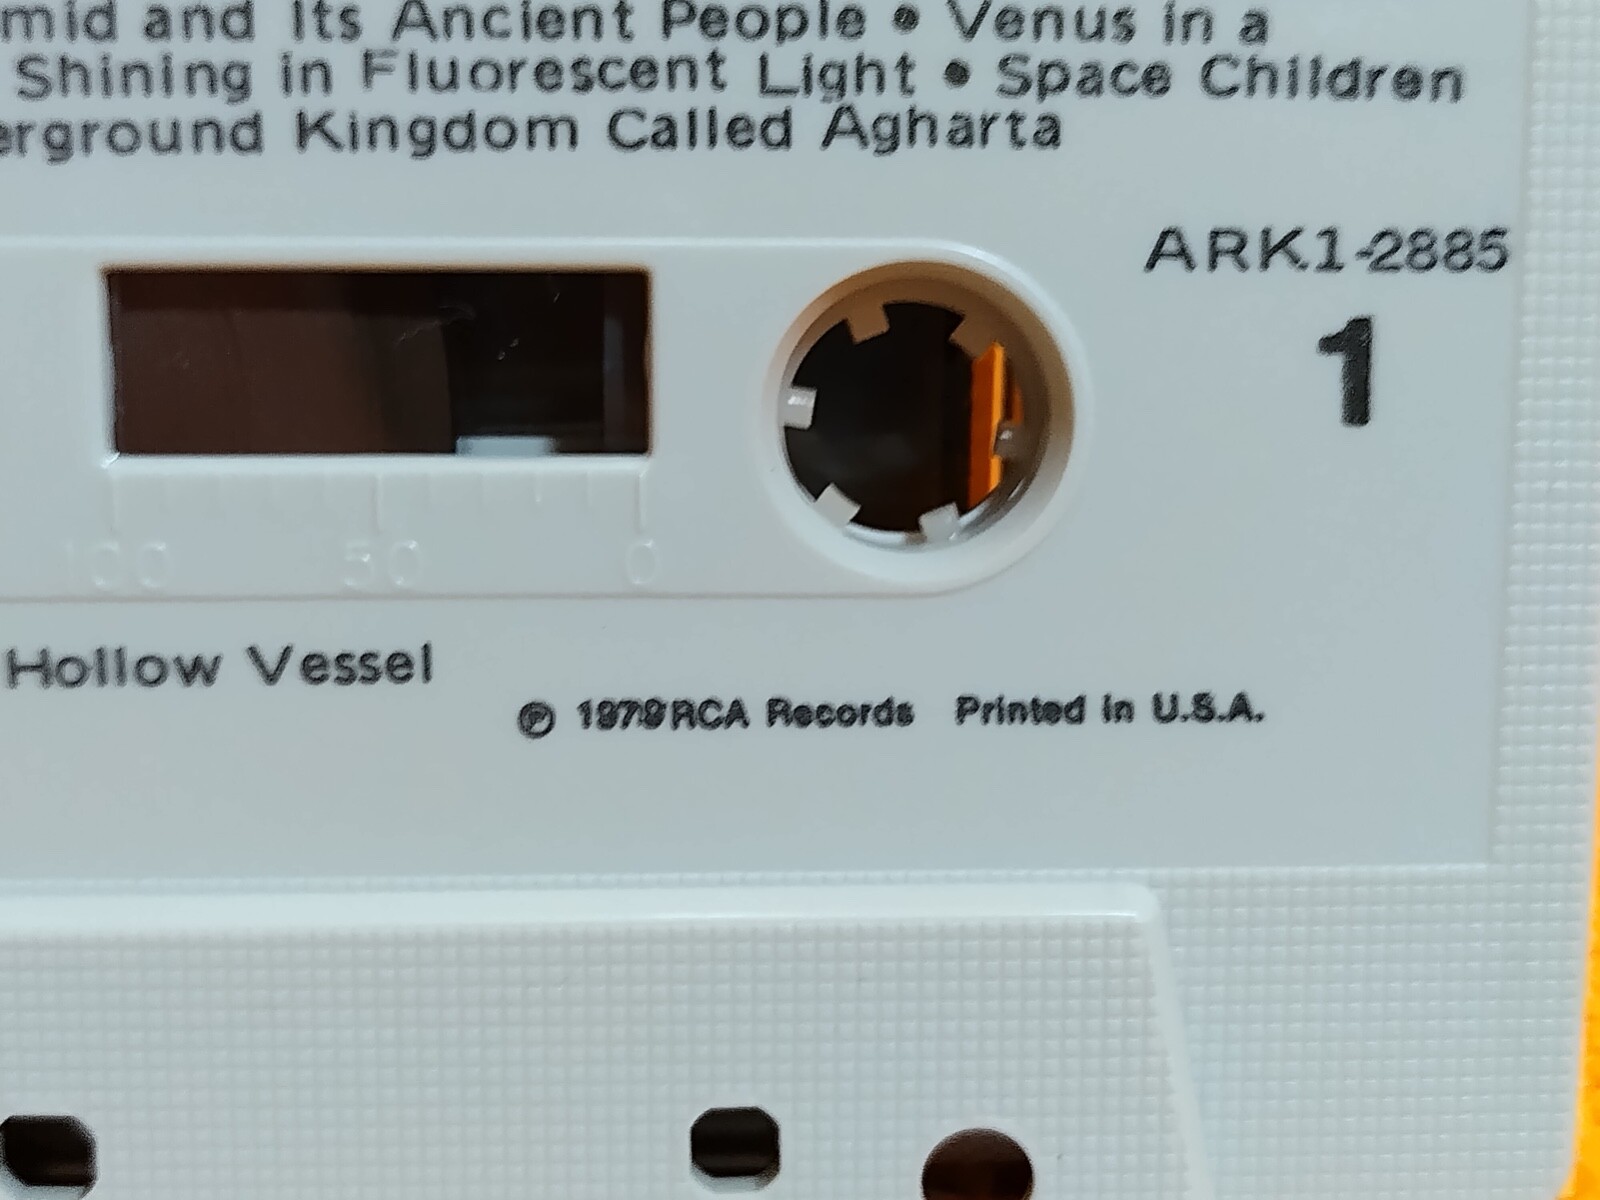 mid and Its Ancient People • Venus in a
Shining in Fluorescent Light • Space Children
erground Kingdom Called Agharta
ARK1-2885
1
100 50 0
Hollow Vessel
℗ 1979 RCA Records Printed in U.S.A.